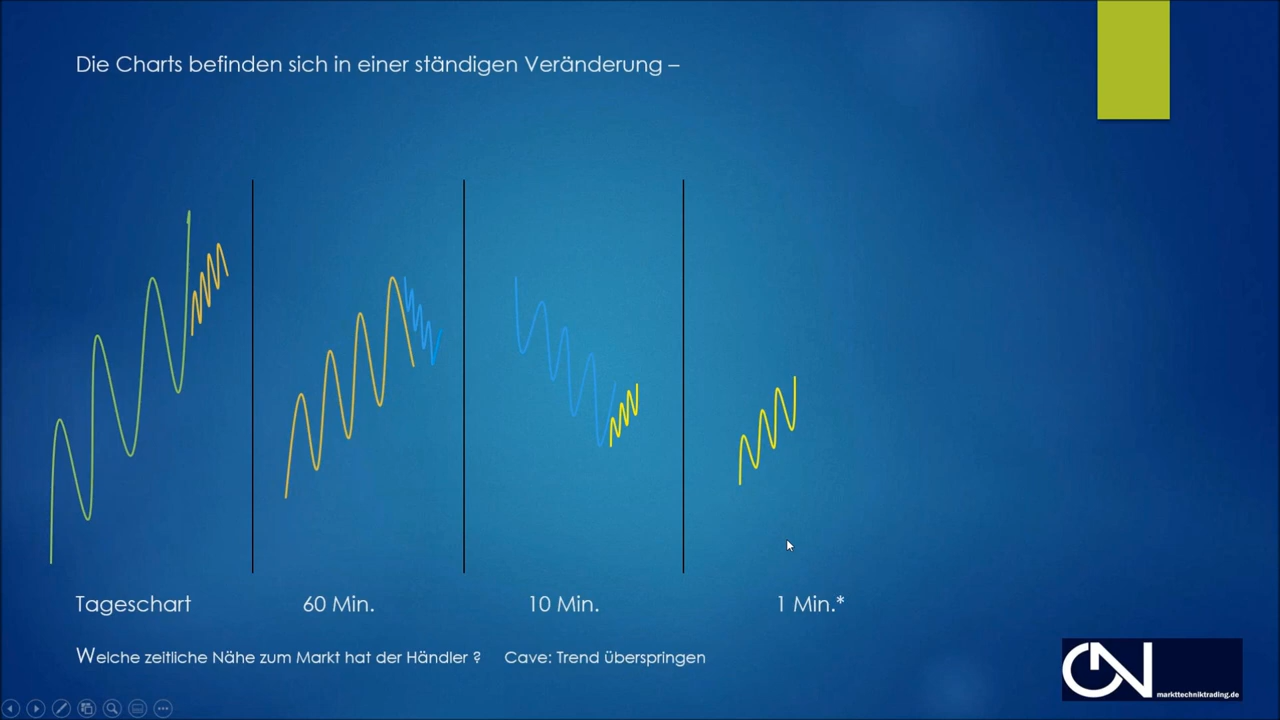 Die Charts befinden sich in einer ständigen Veränderung –
Tageschart 60 Min. 10 Min. 1 Min.*
Welche zeitliche Nähe zum Markt hat der Händler ? Cave: Trend überspringen
CN
markttechniktrading.de